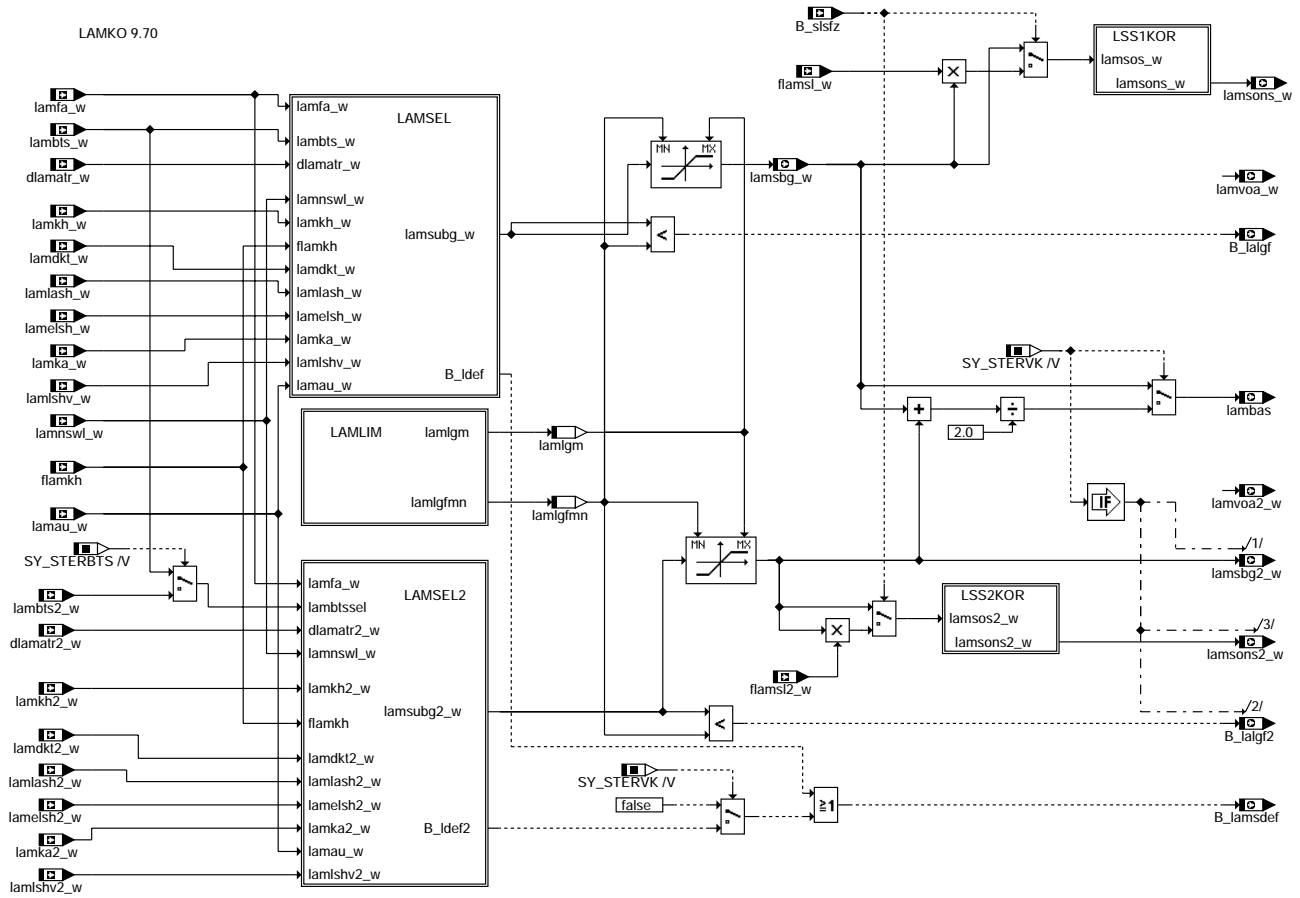 LAMKO 9.70
B_slsfz
flamsl_w
LSS1KOR
lamsos_w
lamsons_w
lamsons_w
lamfa_w
lambts_w
dlamatr_w
lamkh_w
lamdkt_w
lamlash_w
lamelsh_w
lamka_w
lamlshv_w
lamnswl_w
flamkh
lamau_w
LAMSEL
lamfa_w
lambts_w
dlamatr_w
lamnswl_w
lamkh_w
flamkh
lamdkt_w
lamlash_w
lamelsh_w
lamka_w
lamlshv_w
lamau_w
lamsubg_w
B_ldef
MN MX
lamsbg_w
<
lamvoa_w
B_lalgf
SY_STERVK /V
+
÷
2.0
lambas
LAMLIM
lamlgm
lamlgfmn
lamlgm
lamlgfmn
IF
lamvoa2_w
/1/
lamsbg2_w
SY_STERBTS /V
lambts2_w
dlamatr2_w
lamkh2_w
lamdkt2_w
lamlash2_w
lamelsh2_w
lamka2_w
lamlshv2_w
LAMSEL2
lamfa_w
lambtssel
dlamatr2_w
lamnswl_w
lamkh2_w
flamkh
lamdkt2_w
lamlash2_w
lamelsh2_w
lamka2_w
lamau_w
lamlshv2_w
lamsubg2_w
B_ldef2
MN MX
flamsl2_w
LSS2KOR
lamsos2_w
lamsons2_w
/3/
lamsons2_w
<
/2/
B_lalgf2
SY_STERVK /V
false
≥1
B_lamsdef